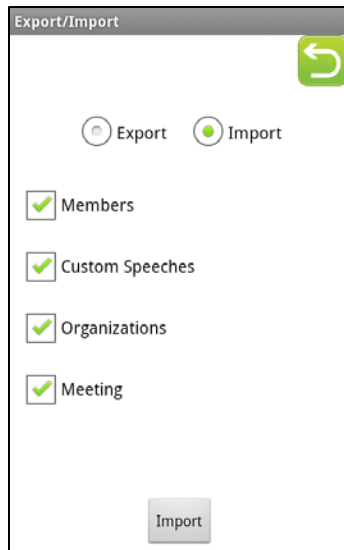 Export/Import
Export Import
Members
Custom Speeches
Organizations
Meeting
Import